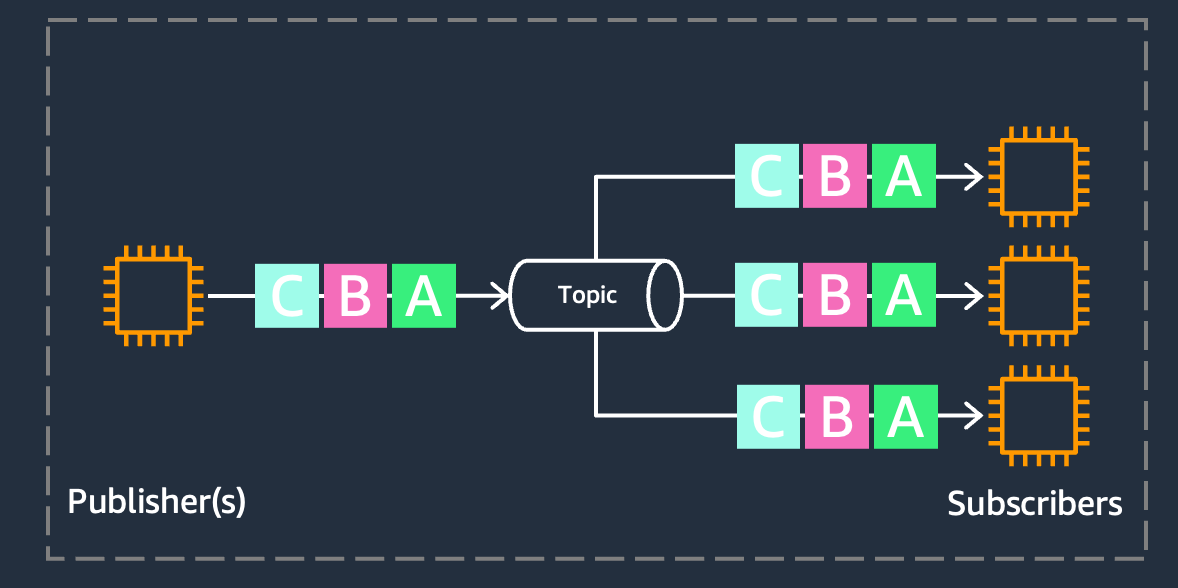 C B A
C B A
Topic
C B A
C B A
Publisher(s)
Subscribers